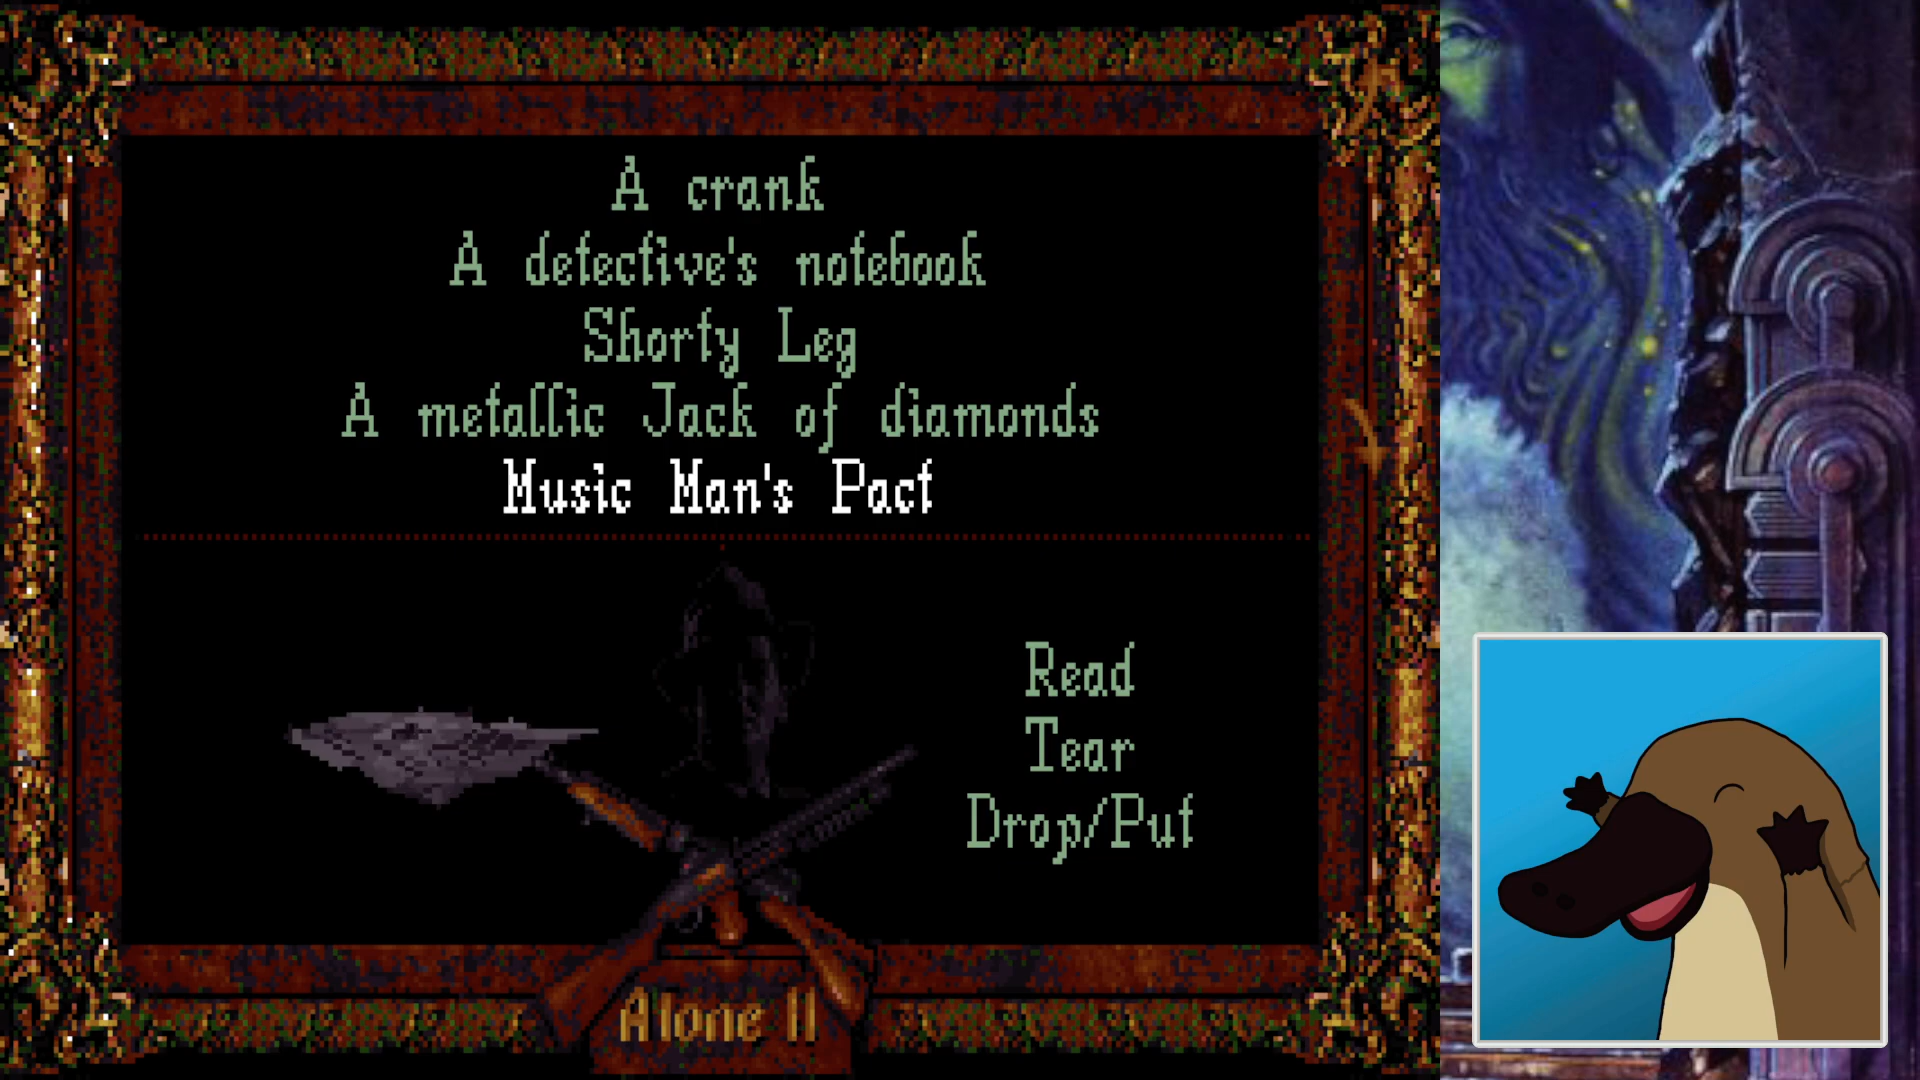 A crank
A detective's notebook
Shorty Leg
A metallic Jack of diamonds
Music Man's Pact
Read
Tear
Drop/Put
Alone II